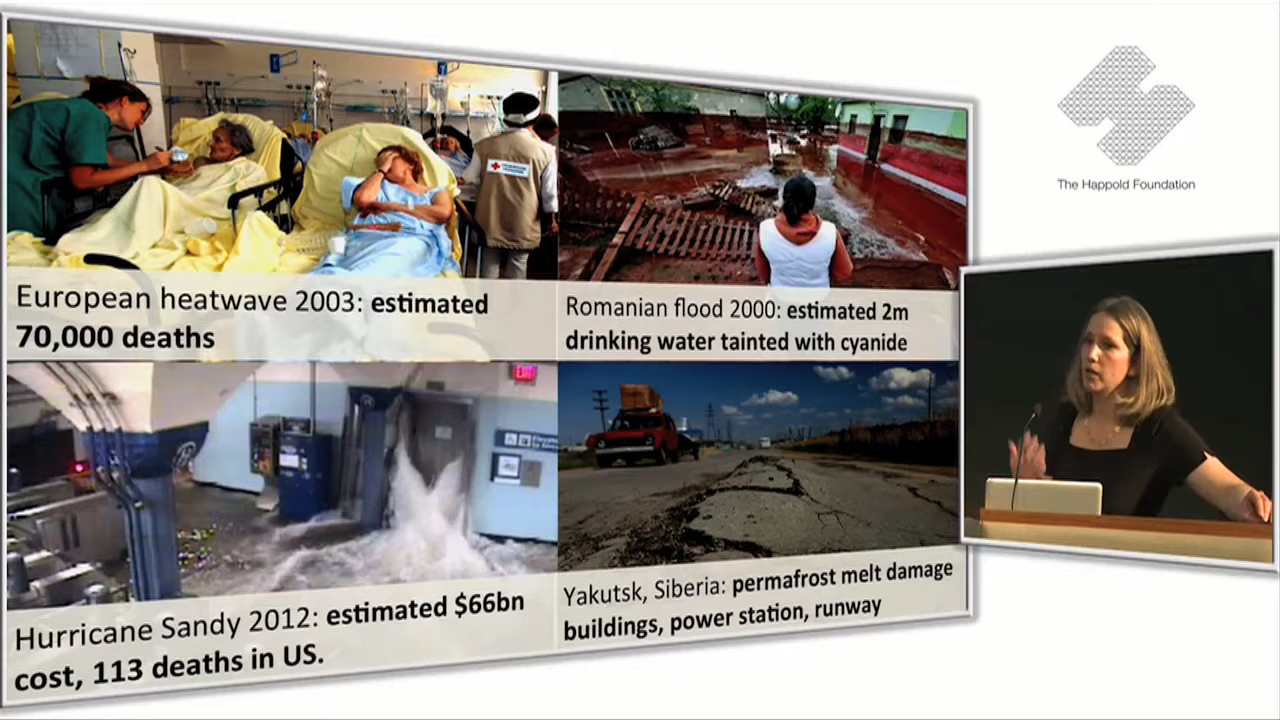 The Happold Foundation
European heatwave 2003: estimated
70,000 deaths
Romanian flood 2000: estimated 2m
drinking water tainted with cyanide
EXIT
Hurricane Sandy 2012: estimated $66bn
cost, 113 deaths in US.
Yakutsk, Siberia: permafrost melt damage
buildings, power station, runway